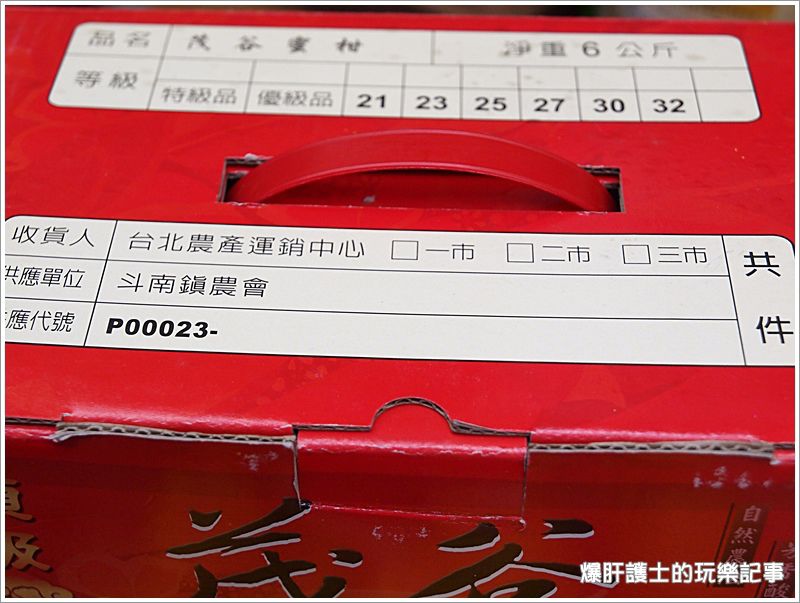 品名 茂谷蜜柑 淨重6公斤
等級 特級品 優級品 21 23 25 27 30 32
收貨人 台北農產運銷中心 □一市 □二市 □三市 共件
供應單位 斗南鎮農會
應代號 P00023-
茂谷
自然農
爆肝護士的玩樂記事